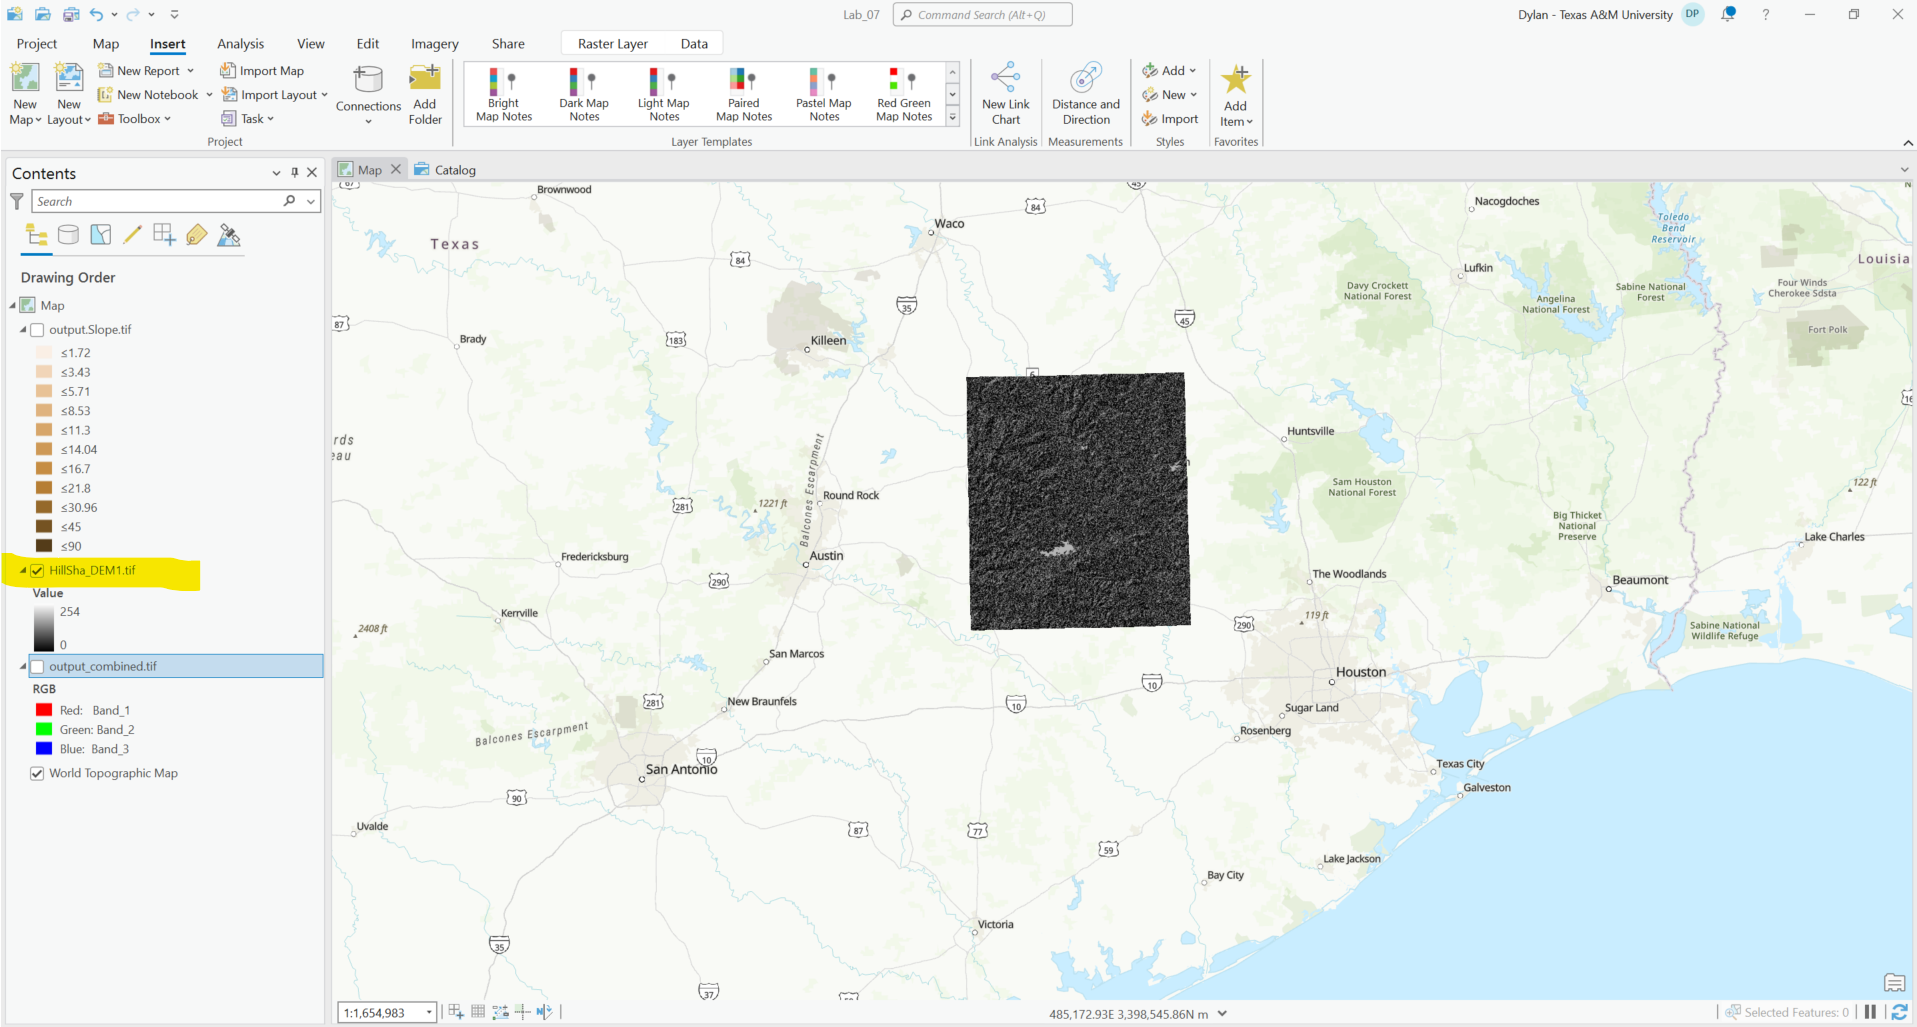 Lab_07
Command Search (Alt+Q)
Dylan - Texas A&M University
DP
?
Project
Map
Insert
Analysis
View
Edit
Imagery
Share
Raster Layer
Data
New Map
New Layout
New Report
New Notebook
Toolbox
Import Map
Import Layout
Task
Connections
Add Folder
Bright Map Notes
Dark Map Notes
Light Map Notes
Paired Map Notes
Pastel Map Notes
Red Green Map Notes
New Link Chart
Distance and Direction
Add
New
Import
Add Item
Project
Layer Templates
Link Analysis
Measurements
Styles
Favorites
Contents
Search
Drawing Order
Map
output.Slope.tif
≤1.72
≤3.43
≤5.71
≤8.53
≤11.3
≤14.04
≤16.7
≤21.8
≤30.96
≤45
≤90
HillSha_DEM1.tif
Value
254
0
output_combined.tif
RGB
Red: Band_1
Green: Band_2
Blue: Band_3
World Topographic Map
Map
Catalog
67
Brownwood
45
84
Nacogdoches
N
Waco
Toledo
Bend
Reservoir
Texas
84
Louisia
Lufkin
Davy Crockett
National Forest
Sabine National
Forest
Four Winds
Cherokee Sdsta
Angelina
National Forest
35
45
87
Fort Polk
Brady
183
Killeen
6
16
Huntsville
rds
eau
Balcones Escarpment
Sam Houston
National Forest
122 ft
Round Rock
1221 ft
281
Big Thicket
National
Preserve
Lake Charles
Austin
Fredericksburg
290
The Woodlands
Beaumont
Kerrville
119 ft
290
2408 ft
Sabine National
Wildlife Refuge
San Marcos
Houston
10
281
New Braunfels
10
Sugar Land
Balcones Escarpment
Rosenberg
10
San Antonio
Texas City
90
Galveston
Uvalde
87
77
59
Lake Jackson
Bay City
Victoria
35
37
1:1,654,983
485,172.93E 3,398,545.86N m
Selected Features: 0